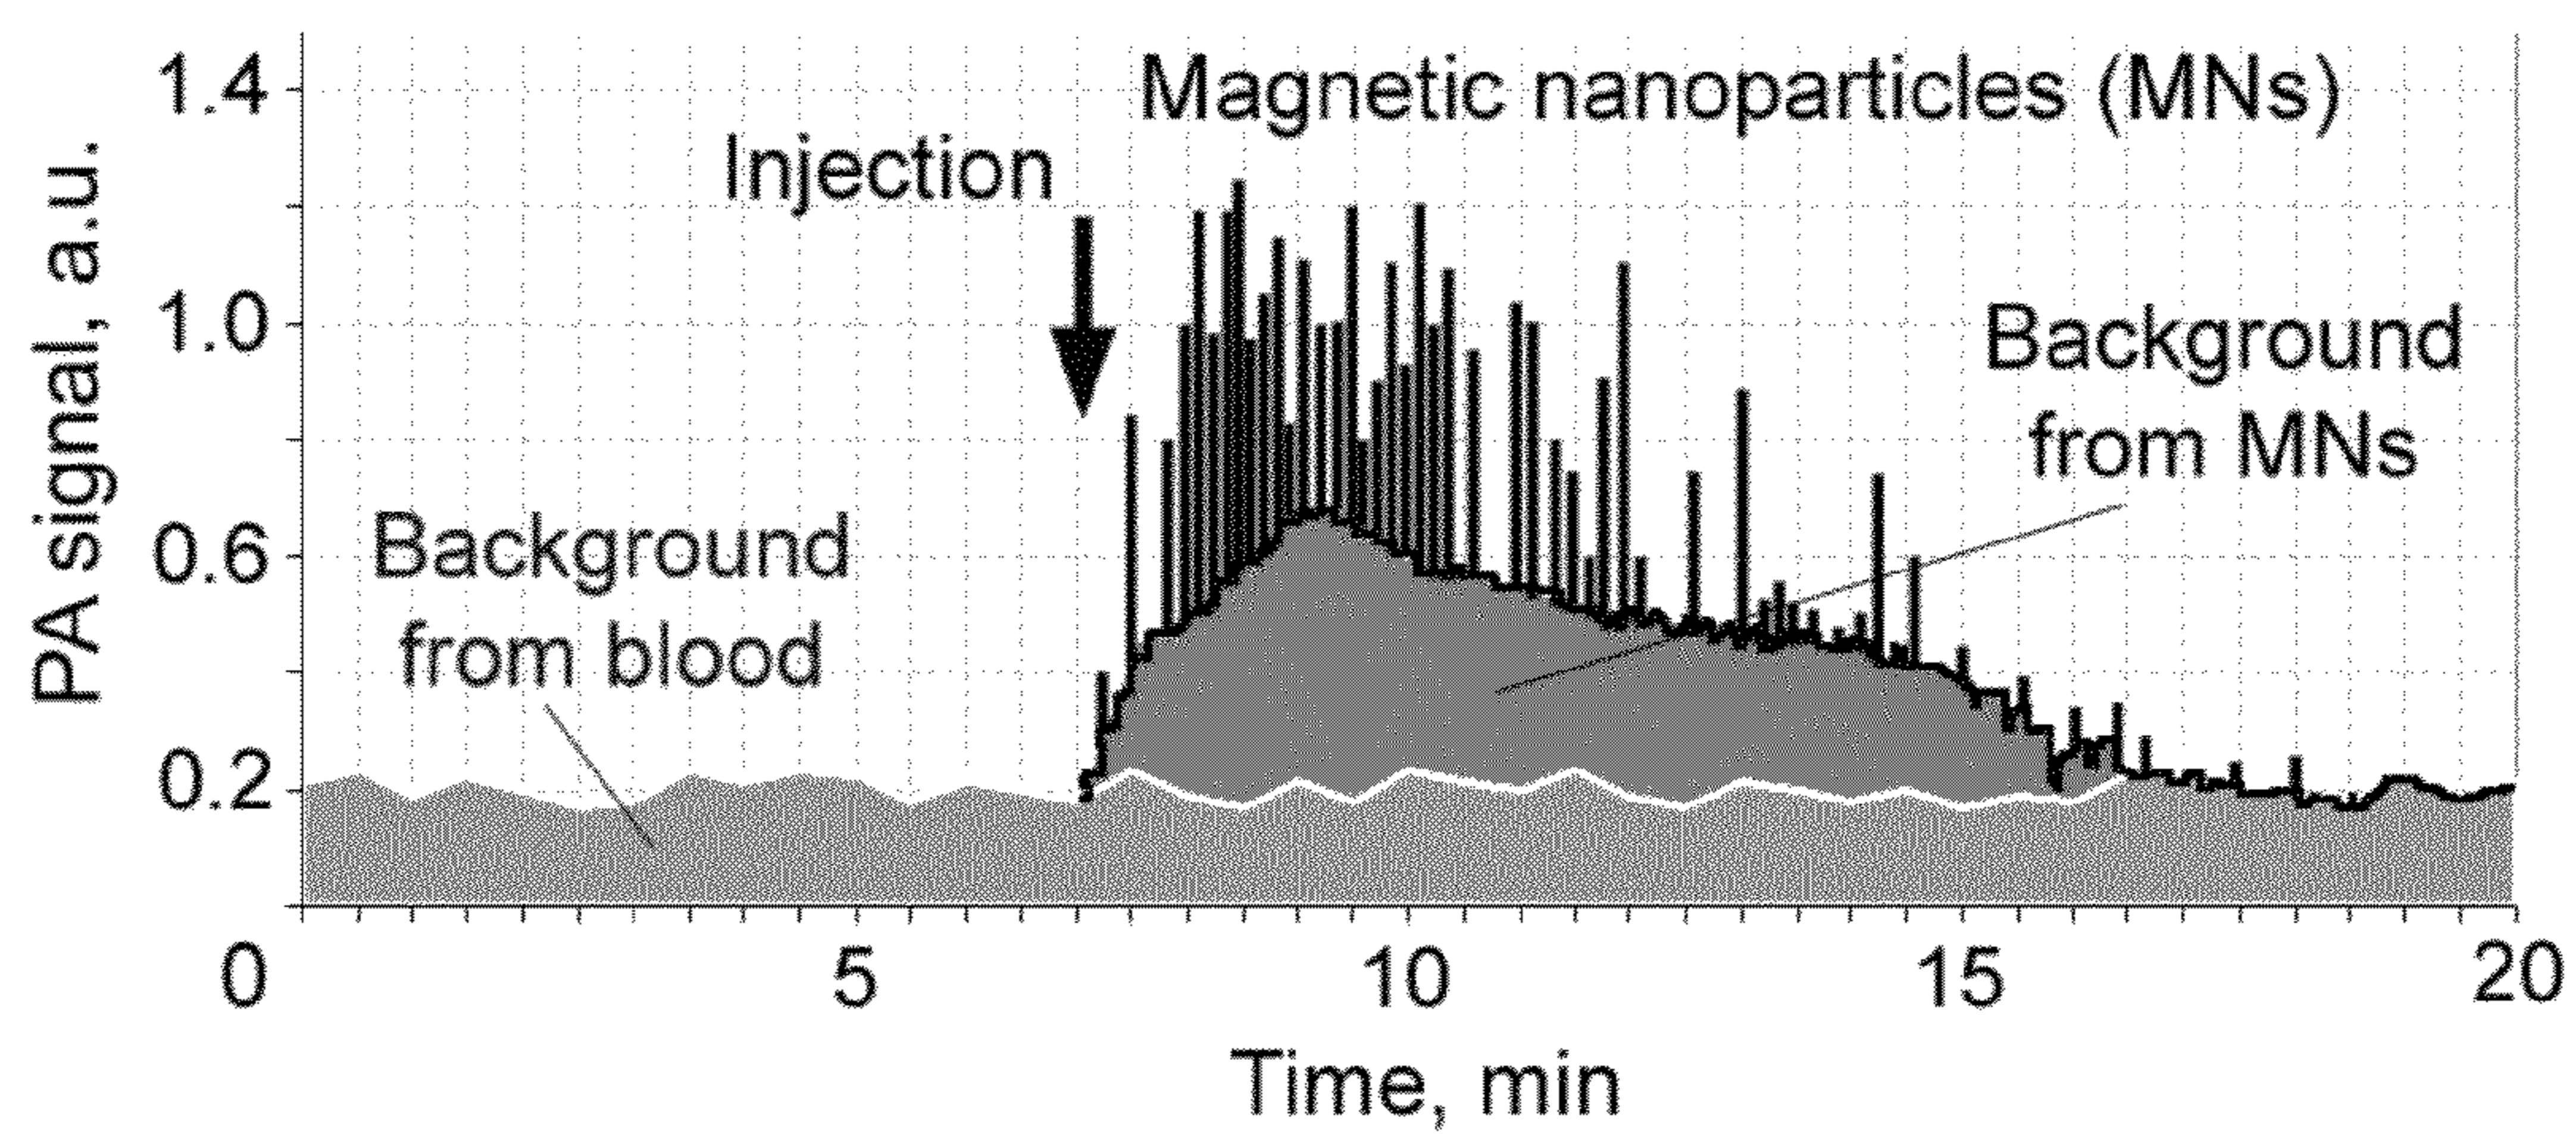 Magnetic nanoparticles (MNs)
Injection
Background
from MNs
Background
from blood
PA signal, a.u.
1.4
1.0
0.6
0.2
0
5
10
15
20
Time, min